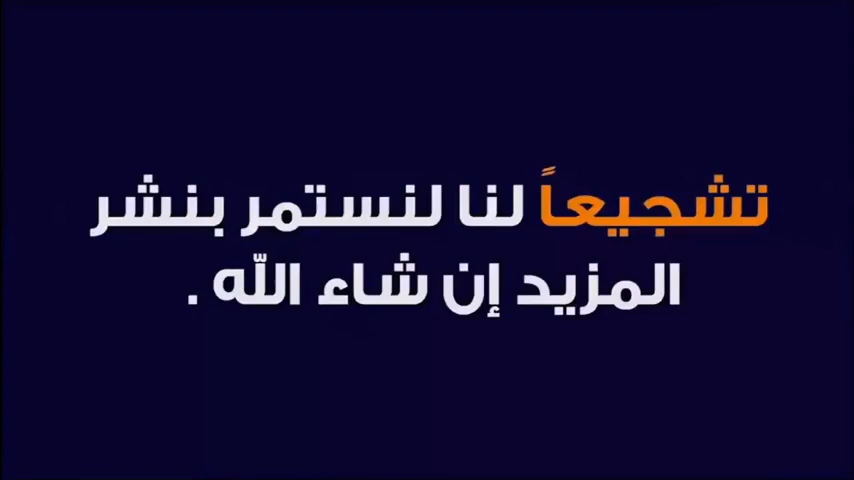 تشجيعاً لنا لنستمر بنشر
المزيد إن شاء الله .